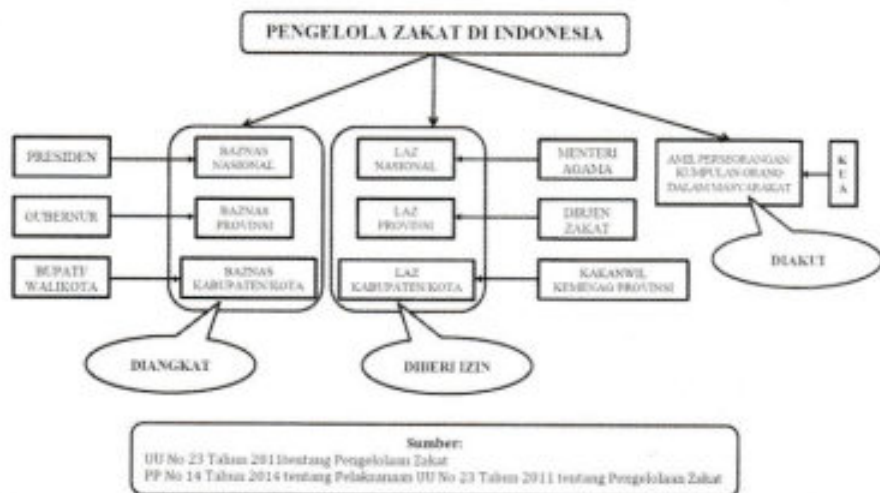 PENGELOLA ZAKAT DI INDONESIA
PRESIDEN
BAZNAS
NASIONAL
LAZ
NASIONAL
MENTERI
AGAMA
AMIL PERSEORANGAN/
KUMPULAN ORANG
DALAM MASYARAKAT
K
U
A
GUBERNUR
BAZNAS
PROVINSI
LAZ
PROVINSI
DIRJEN
ZAKAT
DIAKUI
BUPATI/
WALIKOTA
BAZNAS
KABUPATEN/KOTA
LAZ
KABUPATEN/KOTA
KAKANWIL
KEMENAG PROVINSI
DIANGKAT
DIBERI IZIN
Sumber:
UU No 23 Tahun 2011tentang Pengelolaan Zakat
PP No 14 Tahun 2014 tentang Pelaksanaan UU No 23 Tahun 2011 tentang Pengelolaan Zakat